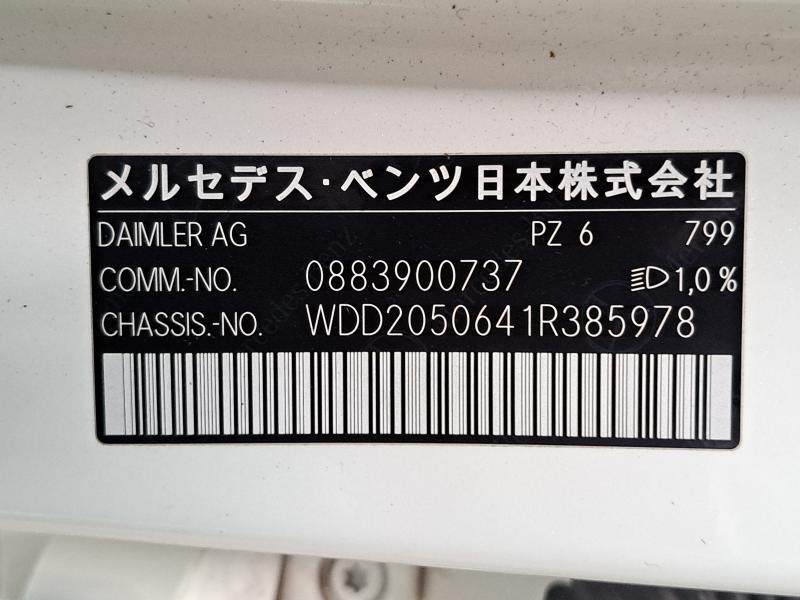 メルセデス・ベンツ日本株式会社
DAIMLER AG PZ 6 799
COMM.-NO. 0883900737 1,0 %
CHASSIS.-NO. WDD2050641R385978